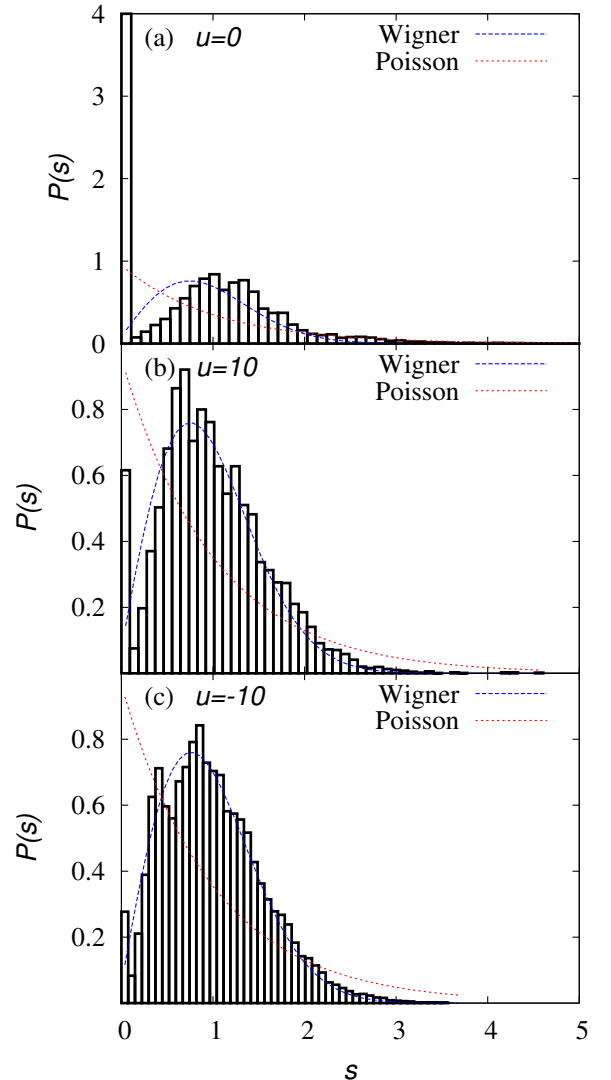 4
(a) u=0
Wigner
Poisson
3
2
1
0
P(s)
(b) u=10
Wigner
Poisson
0.8
0.6
0.4
0.2
P(s)
(c) u=-10
Wigner
Poisson
0.8
0.6
0.4
0.2
P(s)
0 1 2 3 4 5
s